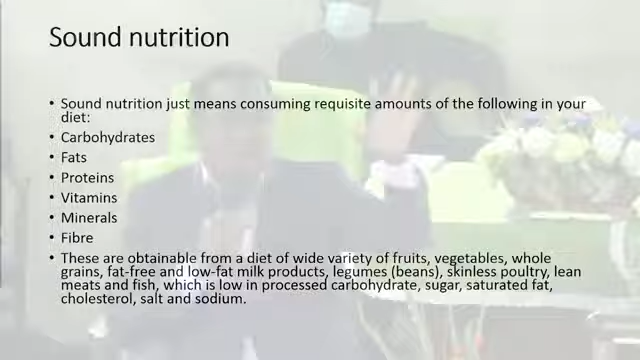 Sound nutrition
• Sound nutrition just means consuming requisite amounts of the following in your
diet:
• Carbohydrates
• Fats
• Proteins
• Vitamins
• Minerals
• Fibre
• These are obtainable from a diet of wide variety of fruits, vegetables, whole
grains, fat-free and low-fat milk products, legumes (beans), skinless poultry, lean
meats and fish, which is low in processed carbohydrate, sugar, saturated fat,
cholesterol, salt and sodium.